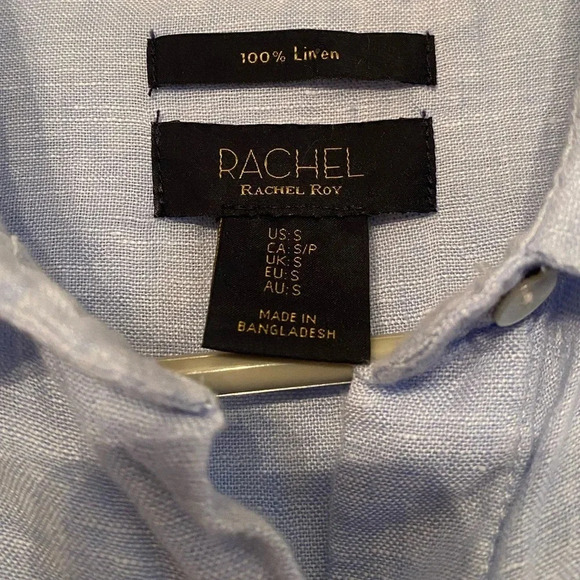 100% Linen
RACHEL
RACHEL ROY
US: S
CA: S/P
UK: S
EU: S
AU: S
MADE IN
BANGLADESH